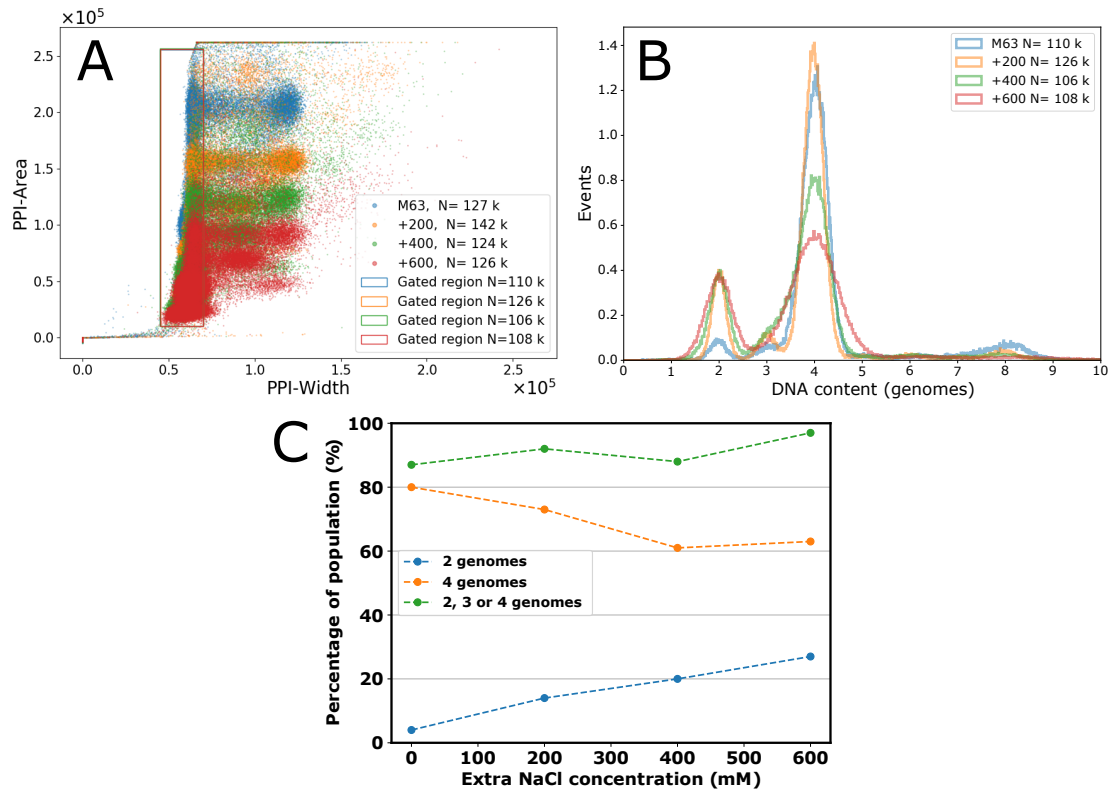 ×10⁵
A
2.5
2.0
1.5
1.0
0.5
0.0
PPI-Area
M63, N= 127 k
+200, N= 142 k
+400, N= 124 k
+600, N= 126 k
Gated region N=110 k
Gated region N=126 k
Gated region N=106 k
Gated region N=108 k
0.0 0.5 1.0 1.5 2.0 2.5
PPI-Width
×10⁵
B
1.4
1.2
1.0
0.8
0.6
0.4
0.2
0.0
Events
M63 N= 110 k
+200 N= 126 k
+400 N= 106 k
+600 N= 108 k
0 1 2 3 4 5 6 7 8 9 10
DNA content (genomes)
C
100
80
60
40
20
0
Percentage of population (%)
2 genomes
4 genomes
2, 3 or 4 genomes
0 100 200 300 400 500 600
Extra NaCl concentration (mM)